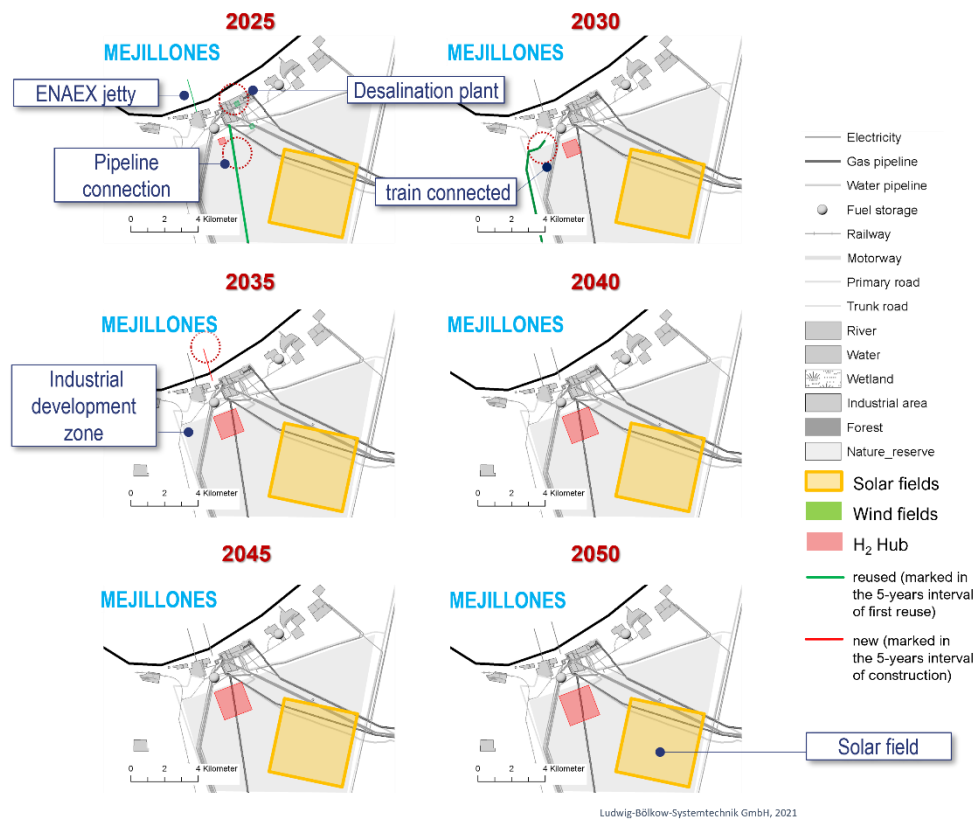 2025
2030
MEJILLONES
MEJILLONES
ENAEX jetty
Desalination plant
Pipeline
connection
train connected
0 2 4 Kilometer
0 2 4 Kilometer
2035
2040
MEJILLONES
MEJILLONES
Industrial
development
zone
0 2 4 Kilometer
0 2 4 Kilometer
2045
2050
MEJILLONES
MEJILLONES
0 2 4 Kilometer
0 2 4 Kilometer
Electricity
Gas pipeline
Water pipeline
Fuel storage
Railway
Motorway
Primary road
Trunk road
River
Water
Wetland
Industrial area
Forest
Nature_reserve
Solar fields
Wind fields
H₂ Hub
reused (marked in
the 5-years interval
of first reuse)
new (marked in
the 5-years interval
of construction)
Solar field
Ludwig-Bölkow-Systemtechnik GmbH, 2021